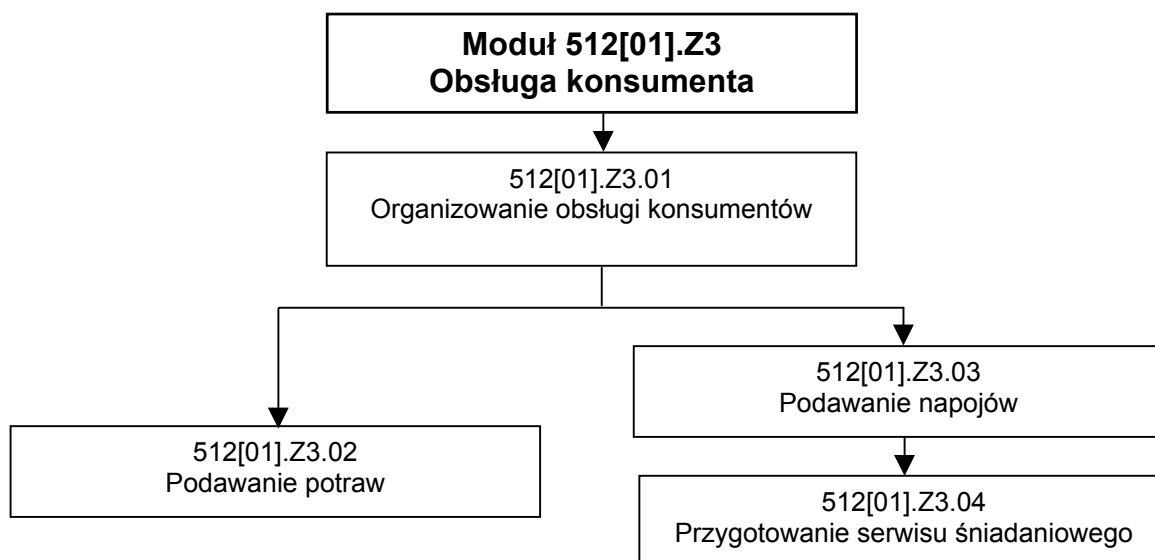 Moduł 512[01].Z3
Obsługa konsumenta
512[01].Z3.01
Organizowanie obsługi konsumentów
512[01].Z3.03
Podawanie napojów
512[01].Z3.02
Podawanie potraw
512[01].Z3.04
Przygotowanie serwisu śniadaniowego